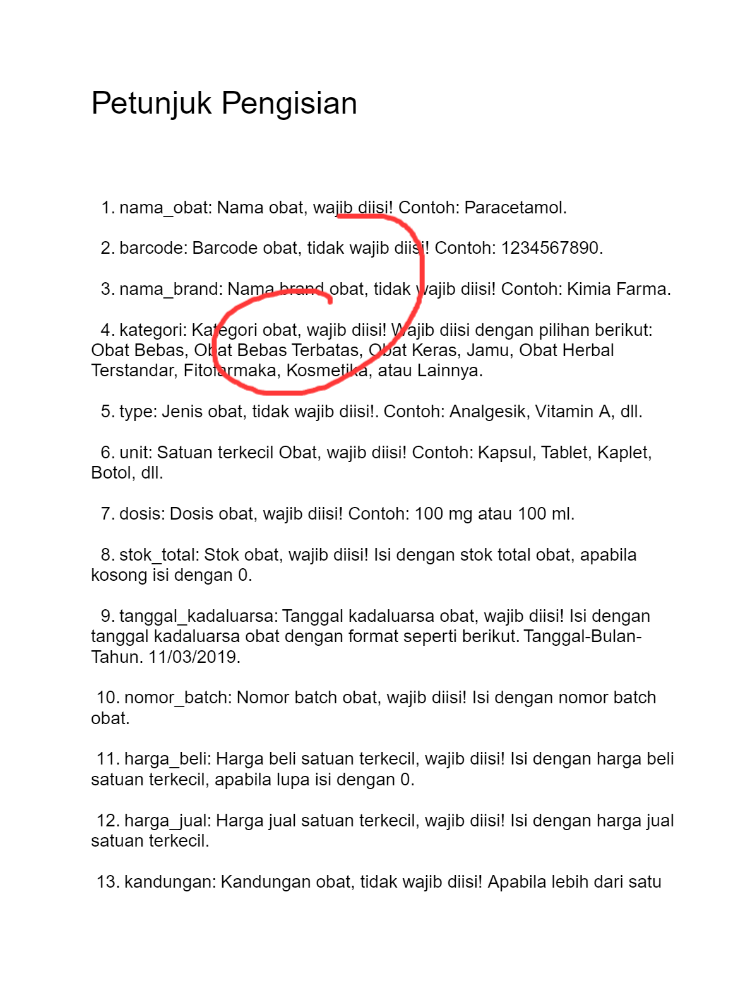 Petunjuk Pengisian
1. nama_obat: Nama obat, wajib diisi! Contoh: Paracetamol.
2. barcode: Barcode obat, tidak wajib diisi! Contoh: 1234567890.
3. nama_brand: Nama brand obat, tidak wajib diisi! Contoh: Kimia Farma.
4. kategori: Kategori obat, wajib diisi! Wajib diisi dengan pilihan berikut:
Obat Bebas, Obat Bebas Terbatas, Obat Keras, Jamu, Obat Herbal
Terstandar, Fitofarmaka, Kosmetika, atau Lainnya.
5. type: Jenis obat, tidak wajib diisi!. Contoh: Analgesik, Vitamin A, dll.
6. unit: Satuan terkecil Obat, wajib diisi! Contoh: Kapsul, Tablet, Kaplet,
Botol, dll.
7. dosis: Dosis obat, wajib diisi! Contoh: 100 mg atau 100 ml.
8. stok_total: Stok obat, wajib diisi! Isi dengan stok total obat, apabila
kosong isi dengan 0.
9. tanggal_kadaluarsa: Tanggal kadaluarsa obat, wajib diisi! Isi dengan
tanggal kadaluarsa obat dengan format seperti berikut. Tanggal-Bulan-
Tahun. 11/03/2019.
10. nomor_batch: Nomor batch obat, wajib diisi! Isi dengan nomor batch
obat.
11. harga_beli: Harga beli satuan terkecil, wajib diisi! Isi dengan harga beli
satuan terkecil, apabila lupa isi dengan 0.
12. harga_jual: Harga jual satuan terkecil, wajib diisi! Isi dengan harga jual
satuan terkecil.
13. kandungan: Kandungan obat, tidak wajib diisi! Apabila lebih dari satu